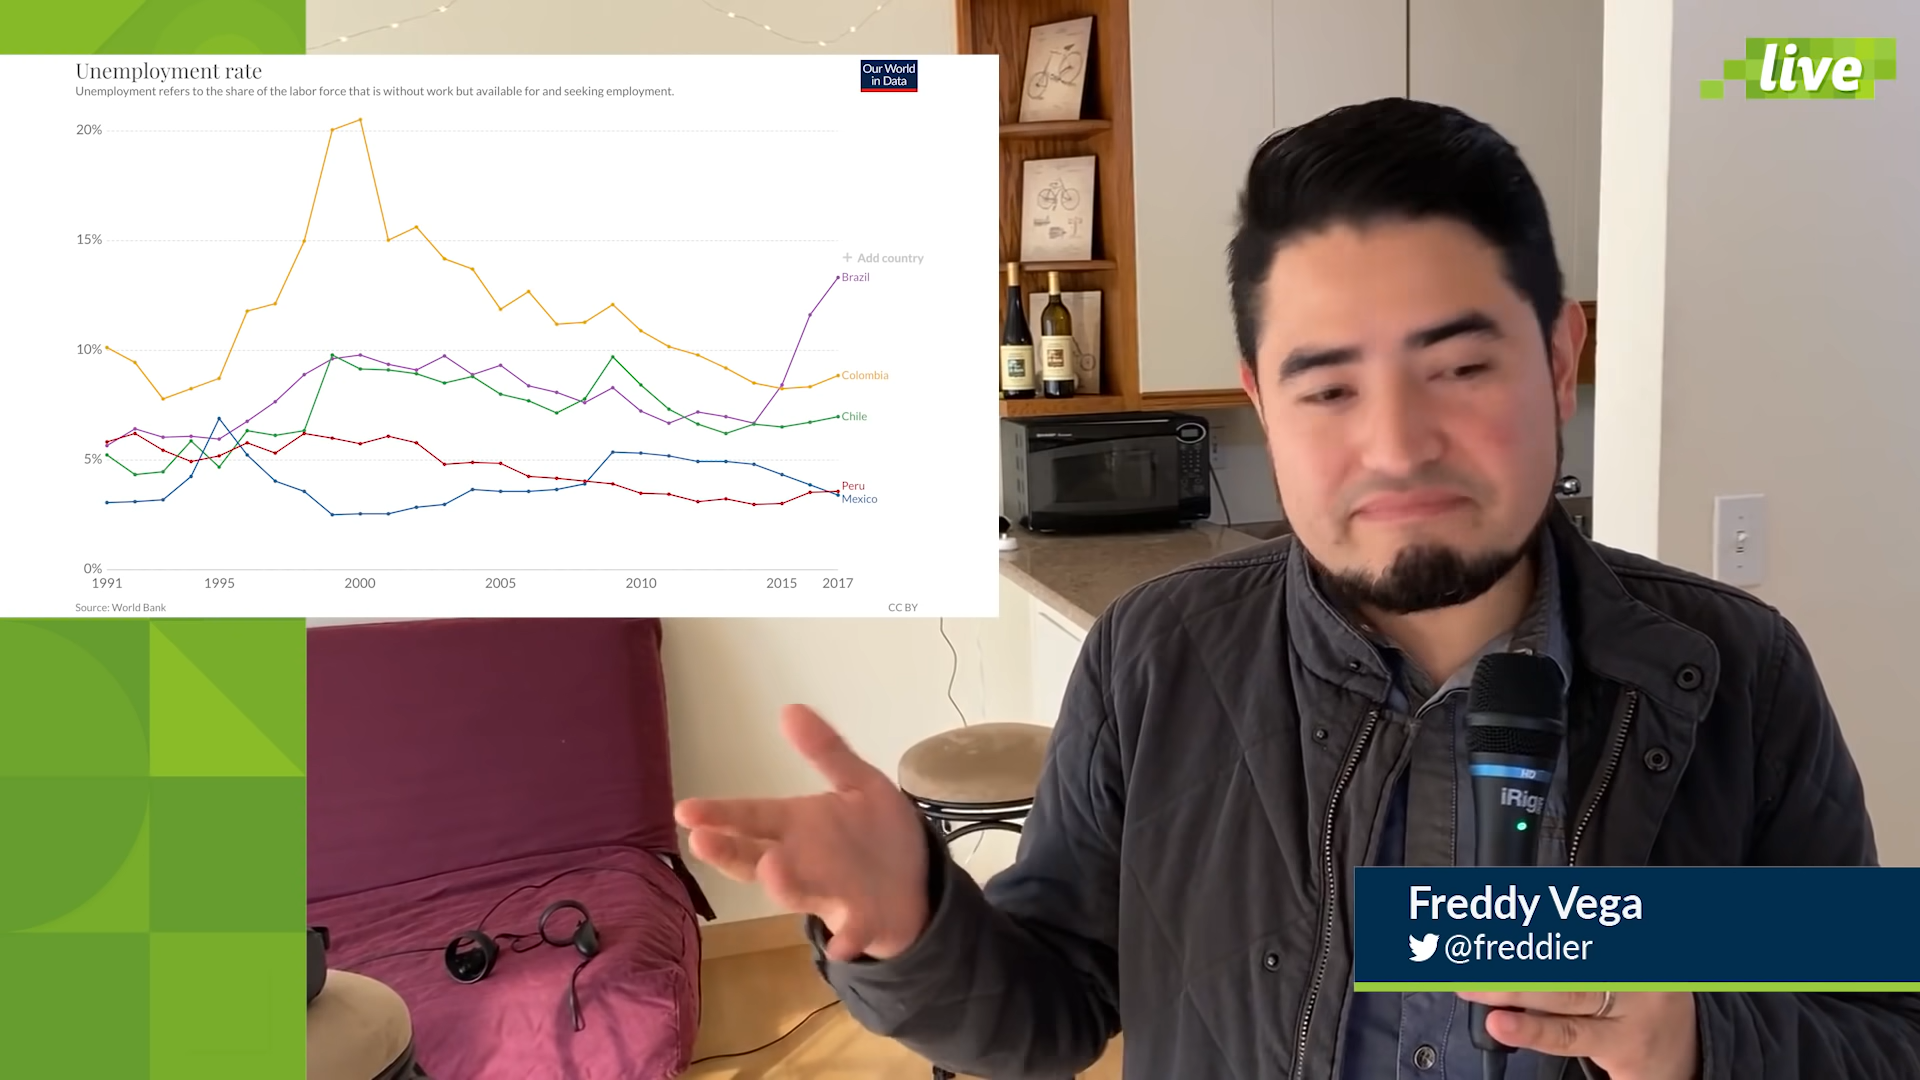 Unemployment rate
Unemployment refers to the share of the labor force that is without work but available for and seeking employment.
Our World
in Data
20%
15%
10%
5%
0%
+ Add country
Brazil
Colombia
Chile
Peru
Mexico
1991
1995
2000
2005
2010
2015
2017
Source: World Bank
CC BY
live
HD
iRig
Freddy Vega
@freddier